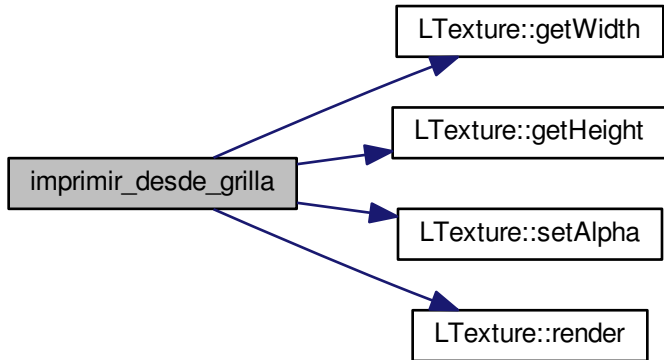 LTexture::getWidth
LTexture::getHeight
imprimir_desde_grilla
LTexture::setAlpha
LTexture::render